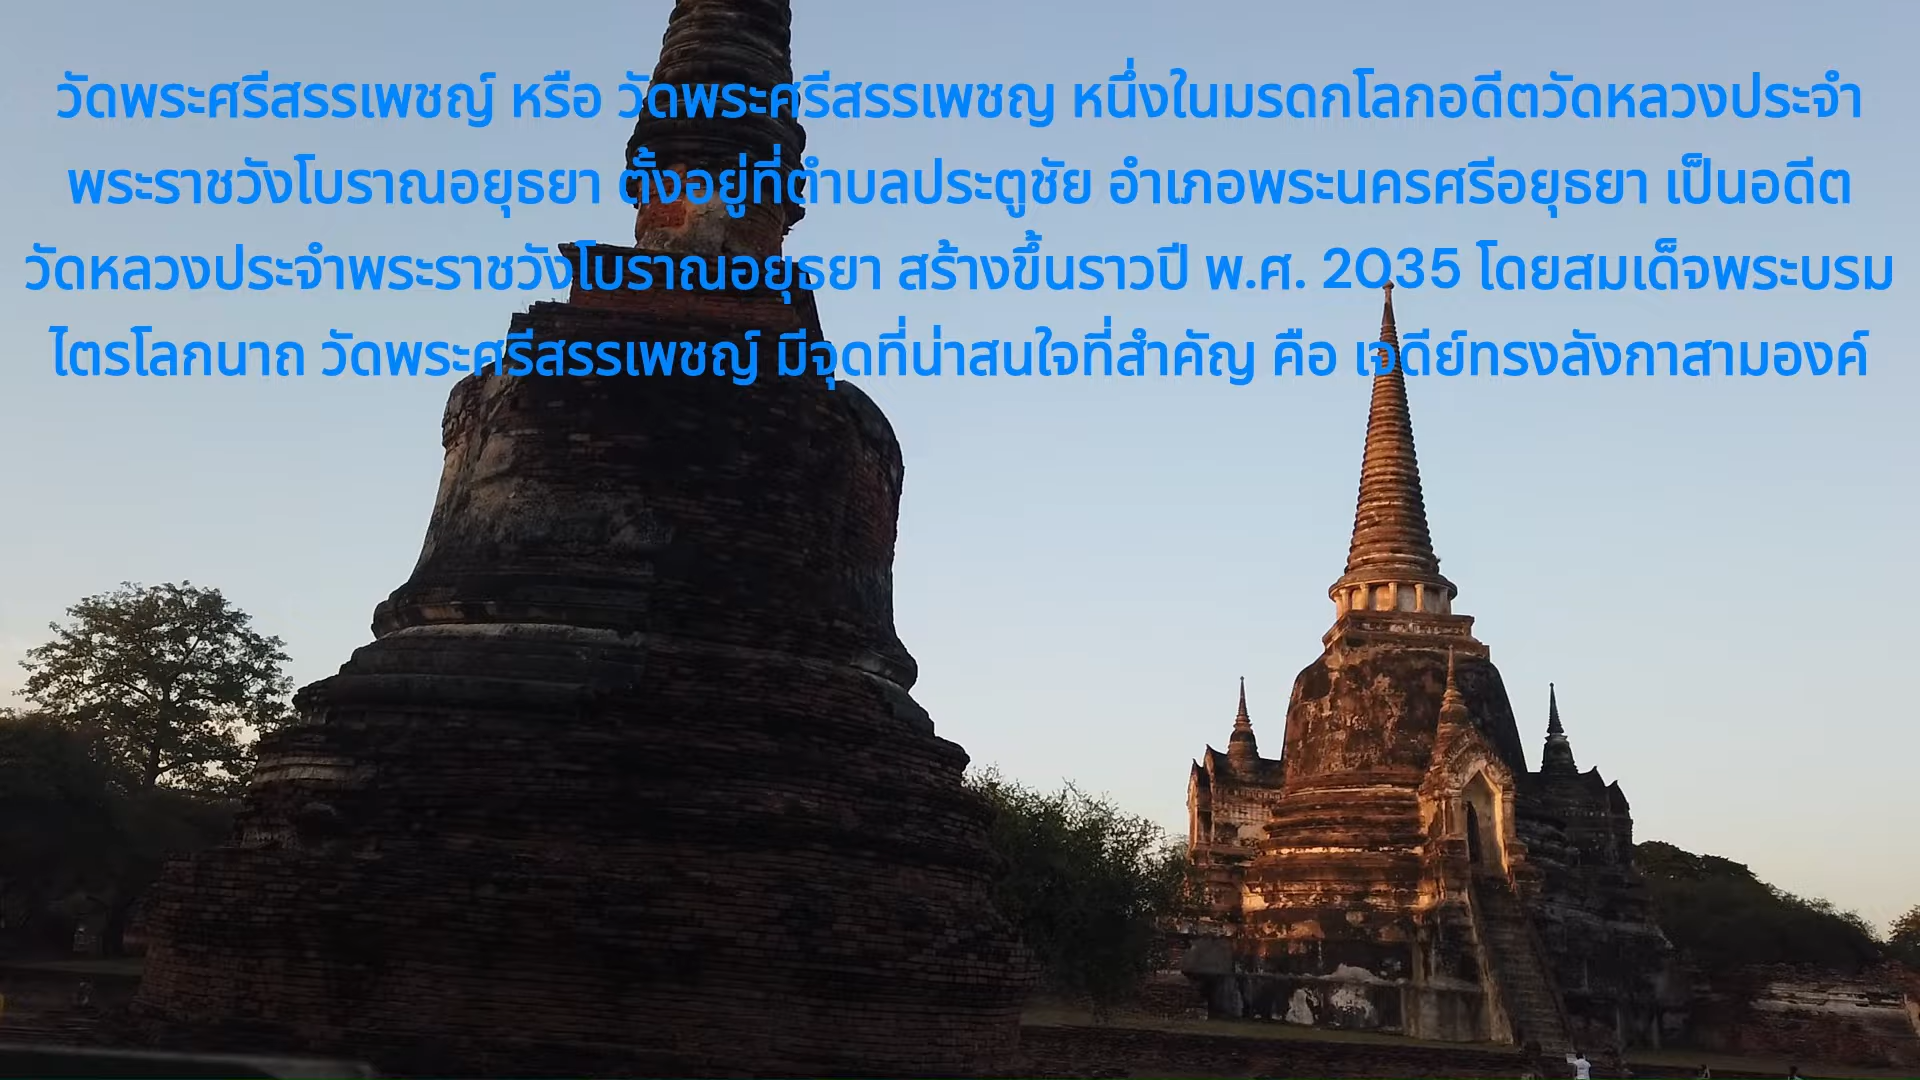 วัดพระศรีสรรเพชญ์ หรือ วัดพระศรีสรรเพชญ หนึ่งในมรดกโลกอดีตวัดหลวงประจำ
พระราชวังโบราณอยุธยา ตั้งอยู่ที่ตำบลประตูชัย อำเภอพระนครศรีอยุธยา เป็นอดีต
วัดหลวงประจำพระราชวังโบราณอยุธยา สร้างขึ้นราวปี พ.ศ. 2035 โดยสมเด็จพระบรม
ไตรโลกนาถ วัดพระศรีสรรเพชญ์ มีจุดที่น่าสนใจที่สำคัญ คือ เจดีย์ทรงลังกาสามองค์